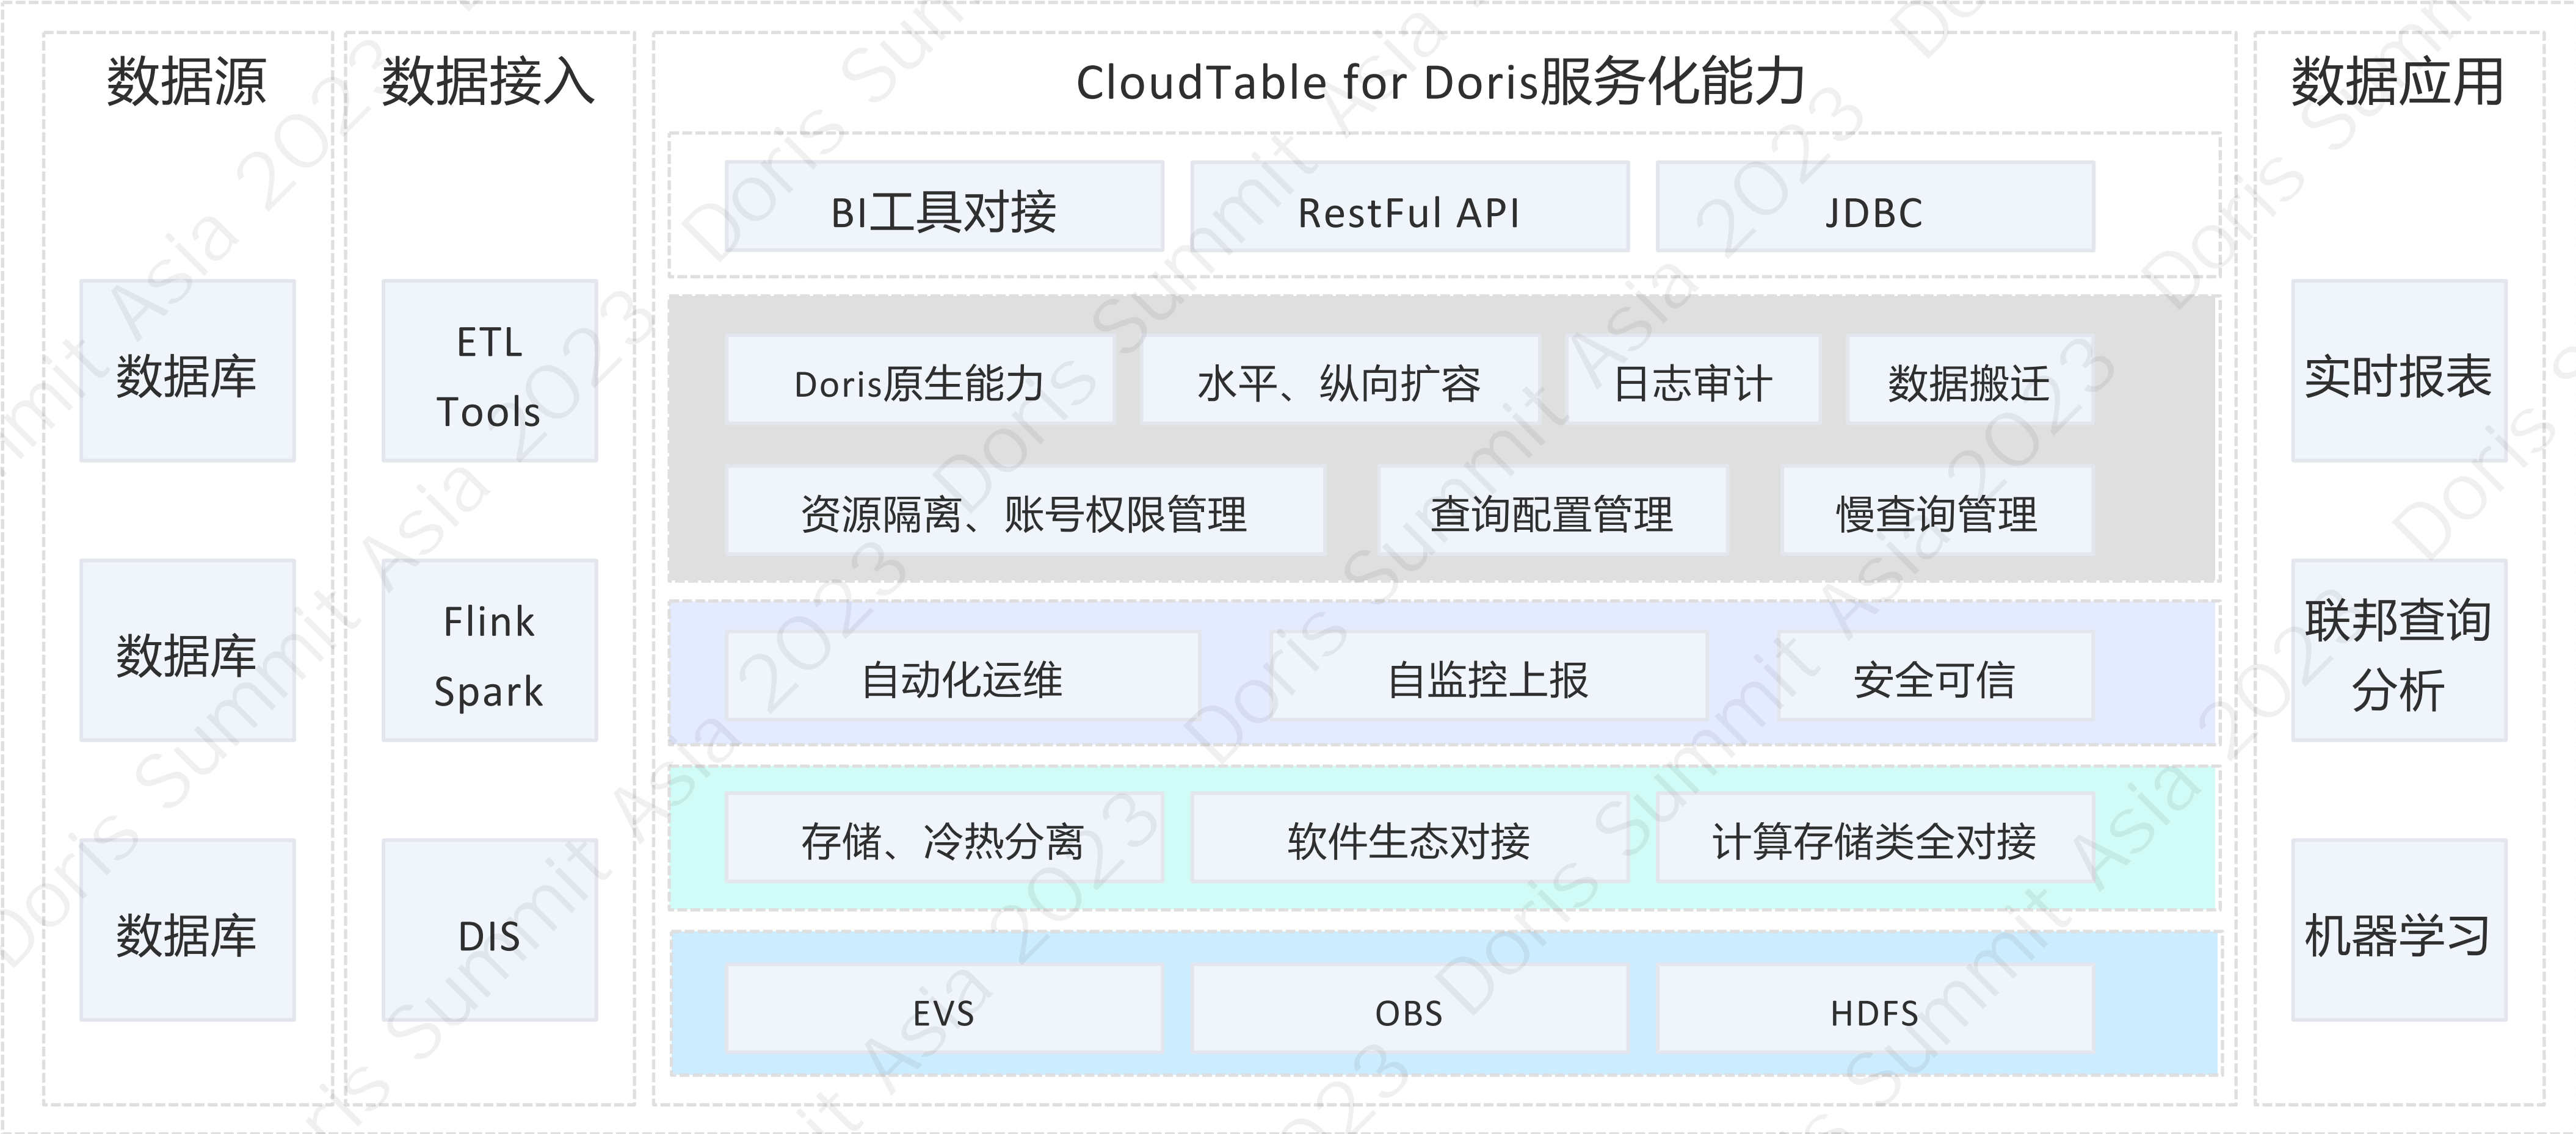 数据源
数据库
数据库
数据库
数据接入
ETL
Tools
Flink
Spark
DIS
CloudTable for Doris服务化能力
BI工具对接
RestFul API
JDBC
Doris原生能力
水平、纵向扩容
日志审计
数据搬迁
资源隔离、账号权限管理
查询配置管理
慢查询管理
自动化运维
自监控上报
安全可信
存储、冷热分离
软件生态对接
计算存储类全对接
EVS
OBS
HDFS
数据应用
实时报表
联邦查询
分析
机器学习
Doris Summit Asia 2023